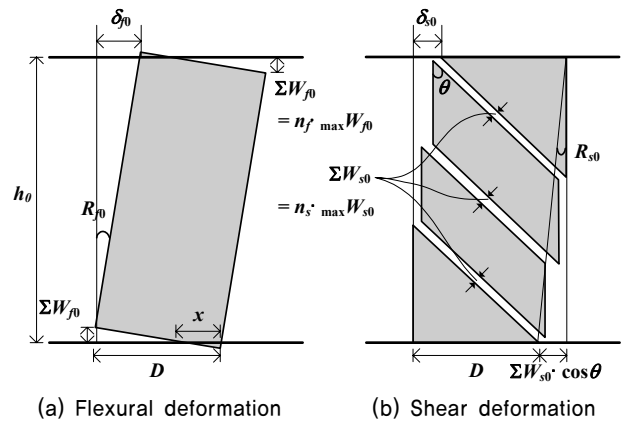 δf0
ΣWf0
= nf· maxWf0
h0
Rf0
ΣWf0
x
D
(a) Flexural deformation
δs0
θ
Rs0
ΣWs0
= ns· maxWs0
D
ΣWs0· cosθ
(b) Shear deformation